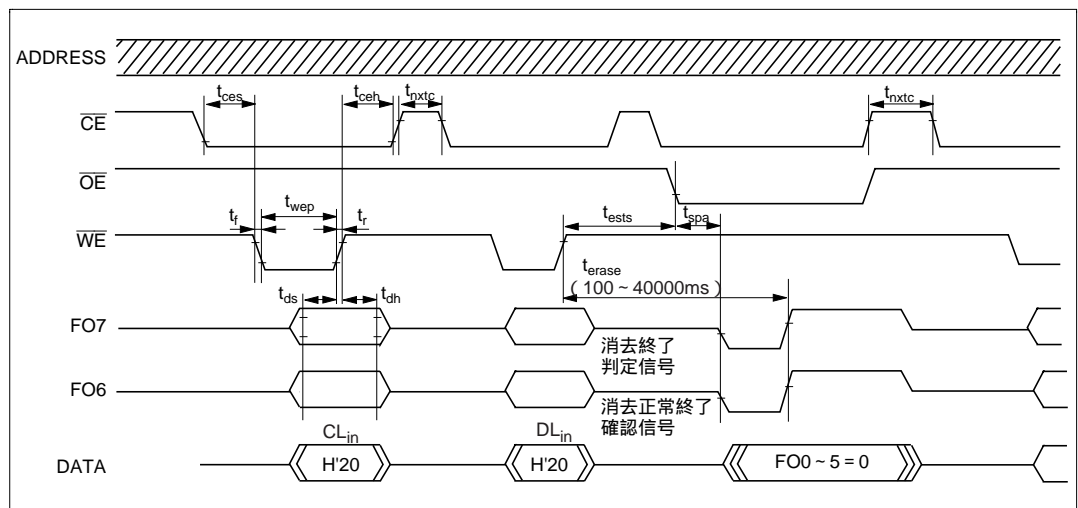 ADDRESS
tces
tceh
tnxtc
tnxtc
CE
OE
twep
tf
tr
tests
tspa
WE
terase
(100~40000ms)
tds
tdh
FO7
消去終了
判定信号
FO6
消去正常終了
確認信号
CLin
DLin
DATA
H'20
H'20
FO0~5=0